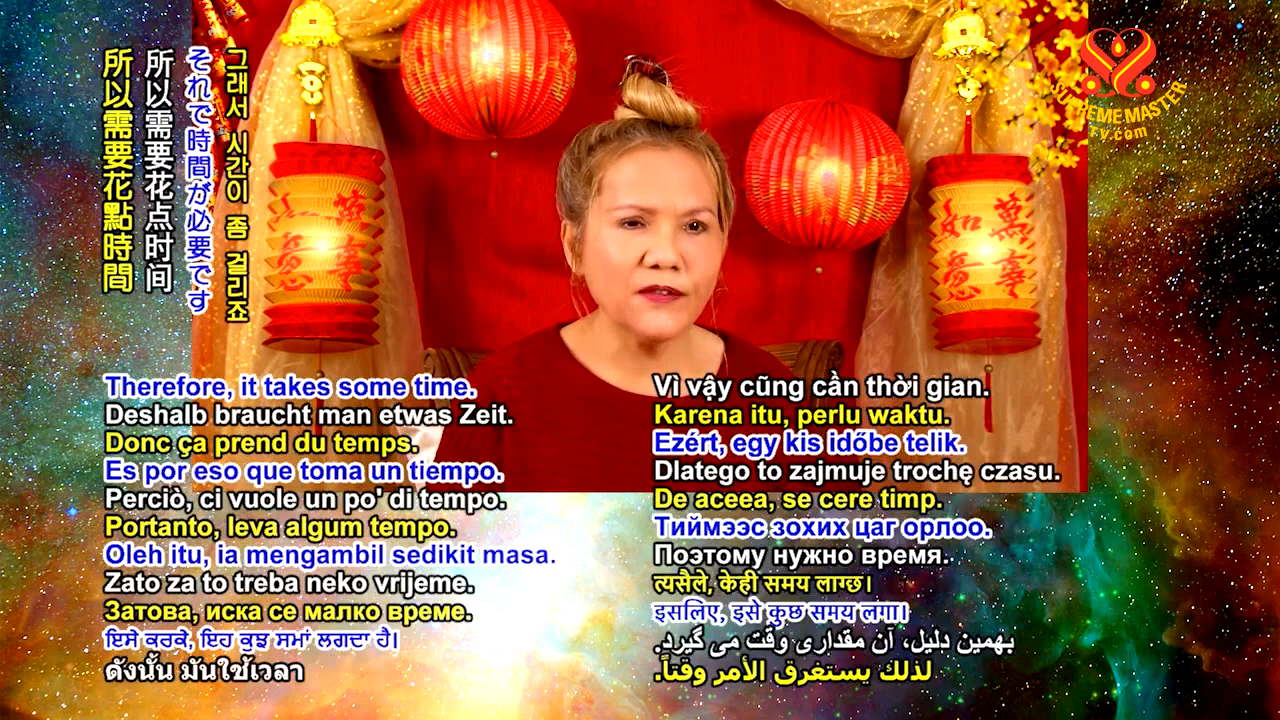 所以需要花點時間
所以需要花点时间
それで時間が必要です
그래서 시간이 좀 걸리죠
SUPREME MASTER
TV.com
萬事
如意
萬事
如意
Therefore, it takes some time.
Deshalb braucht man etwas Zeit.
Donc ça prend du temps.
Es por eso que toma un tiempo.
Perciò, ci vuole un po' di tempo.
Portanto, leva algum tempo.
Oleh itu, ia mengambil sedikit masa.
Zato za to treba neko vrijeme.
Затова, иска се малко време.
ਇਸੇ ਕਰਕੇ, ਇਹ ਕੁਝ ਸਮਾਂ ਲਗਦਾ ਹੈ।
ดังนั้น มันใช้เวลา
Vì vậy cũng cần thời gian.
Karena itu, perlu waktu.
Ezért, egy kis időbe telik.
Dlatego to zajmuje trochę czasu.
De aceea, se cere timp.
Тиймээс зохих цаг орлоо.
Поэтому нужно время.
त्यसैले, केही समय लाग्छ।
इसलिए, इसे कुछ समय लगा।
بهمین دلیل، آن مقداری وقت می گیرد.
لذلك يستغرق الأمر وقتاً.